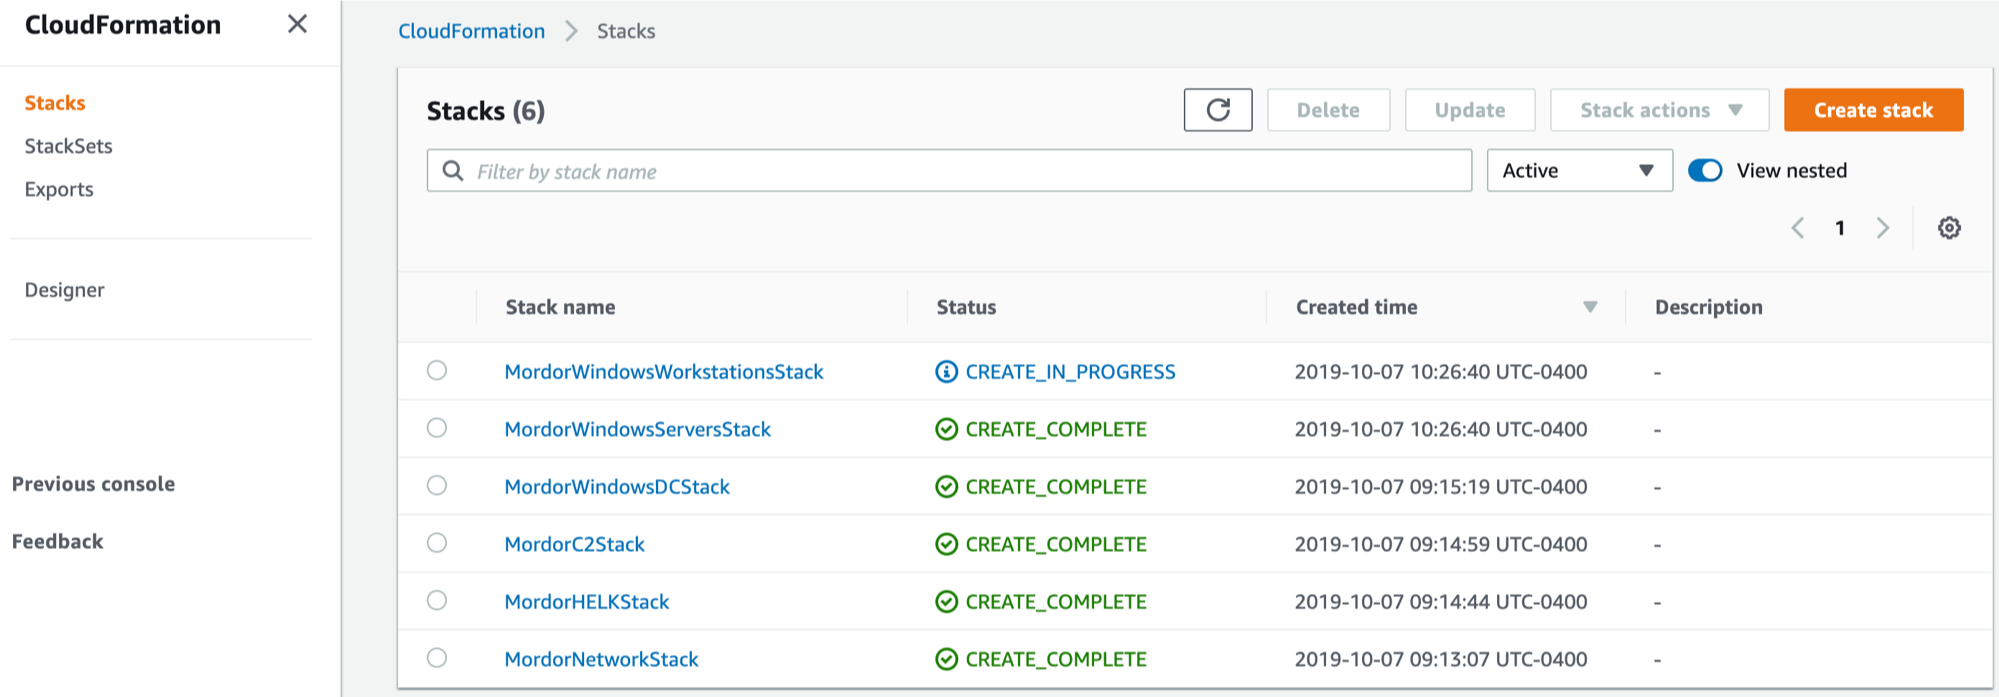 CloudFormation
Stacks
StackSets
Exports
Designer
Previous console
Feedback
CloudFormation Stacks
Stacks (6) Delete Update Stack actions Create stack
Filter by stack name Active View nested
1
Stack name Status Created time Description
MordorWindowsWorkstationsStack CREATE_IN_PROGRESS 2019-10-07 10:26:40 UTC-0400 -
MordorWindowsServersStack CREATE_COMPLETE 2019-10-07 10:26:40 UTC-0400 -
MordorWindowsDCStack CREATE_COMPLETE 2019-10-07 09:15:19 UTC-0400 -
MordorC2Stack CREATE_COMPLETE 2019-10-07 09:14:59 UTC-0400 -
MordorHELKStack CREATE_COMPLETE 2019-10-07 09:14:44 UTC-0400 -
MordorNetworkStack CREATE_COMPLETE 2019-10-07 09:13:07 UTC-0400 -